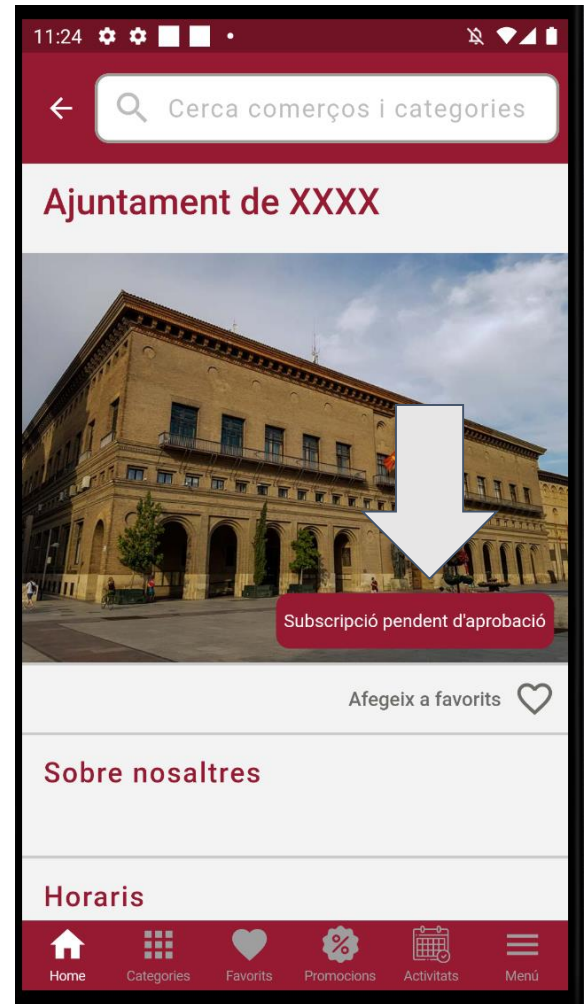 11:24
Cerca comerços i categories
Ajuntament de XXXX
Subscripció pendent d'aprobació
Afegeix a favorits
Sobre nosaltres
Horaris
Home Categories Favorits Promocions Activitats Menú